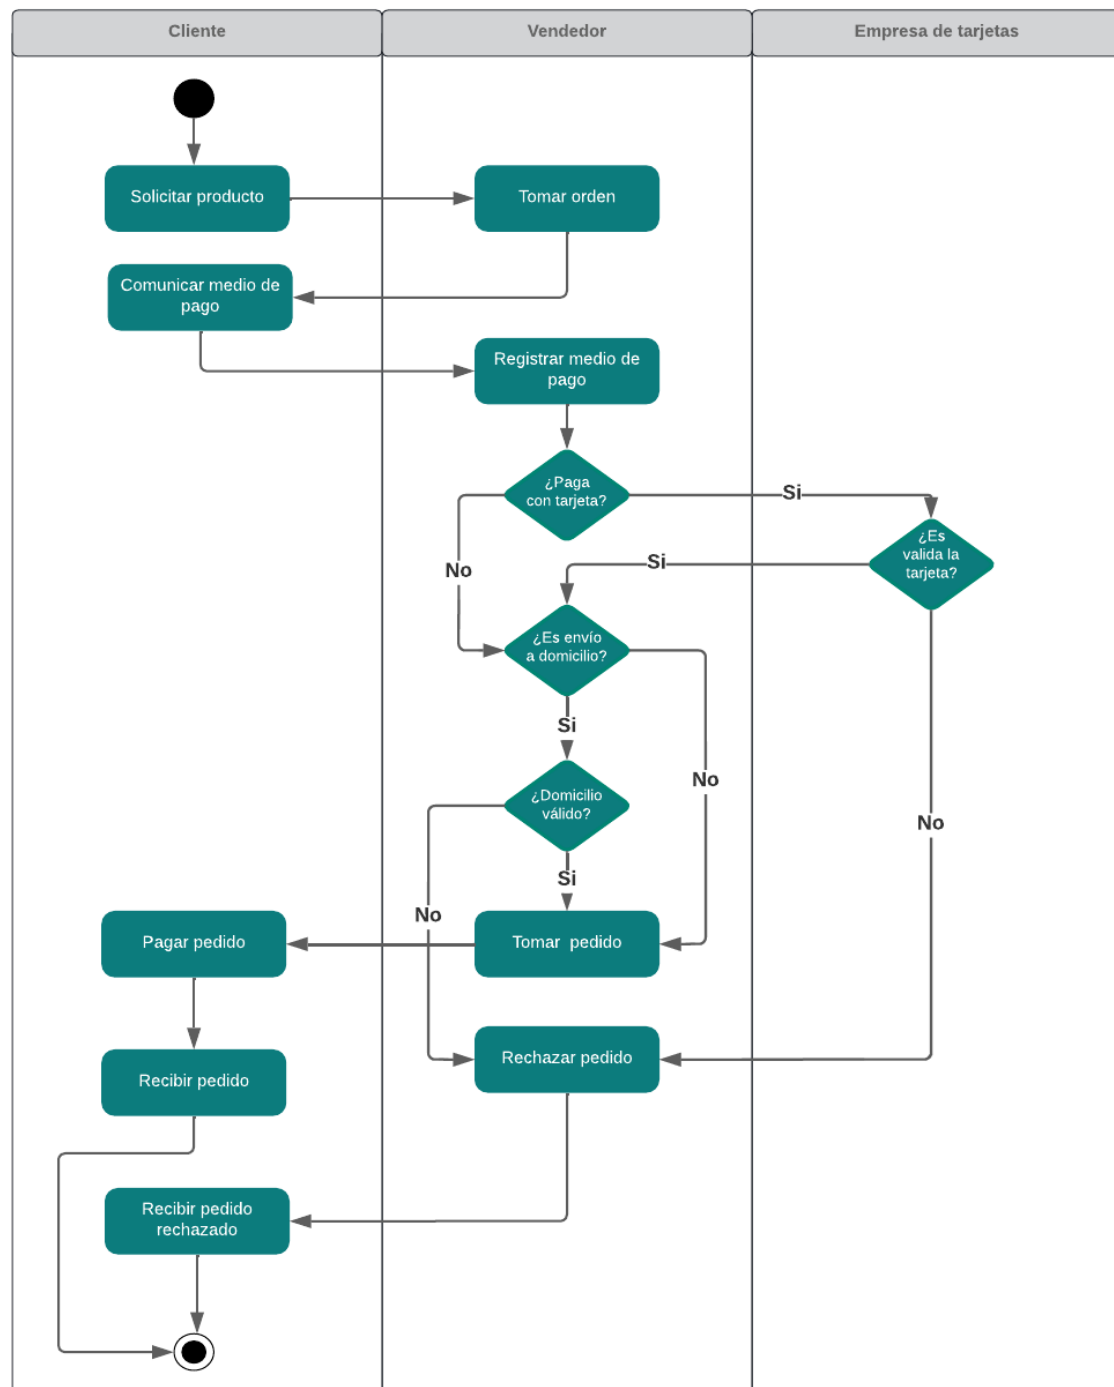 Cliente
Vendedor
Empresa de tarjetas
Solicitar producto
Tomar orden
Comunicar medio de
pago
Registrar medio de
pago
¿Paga
con tarjeta?
Si
¿Es
valida la
tarjeta?
Si
No
¿Es envío
a domicilio?
Si
No
¿Domicilio
válido?
No
Si
No
Pagar pedido
Tomar pedido
Rechazar pedido
Recibir pedido
Recibir pedido
rechazado